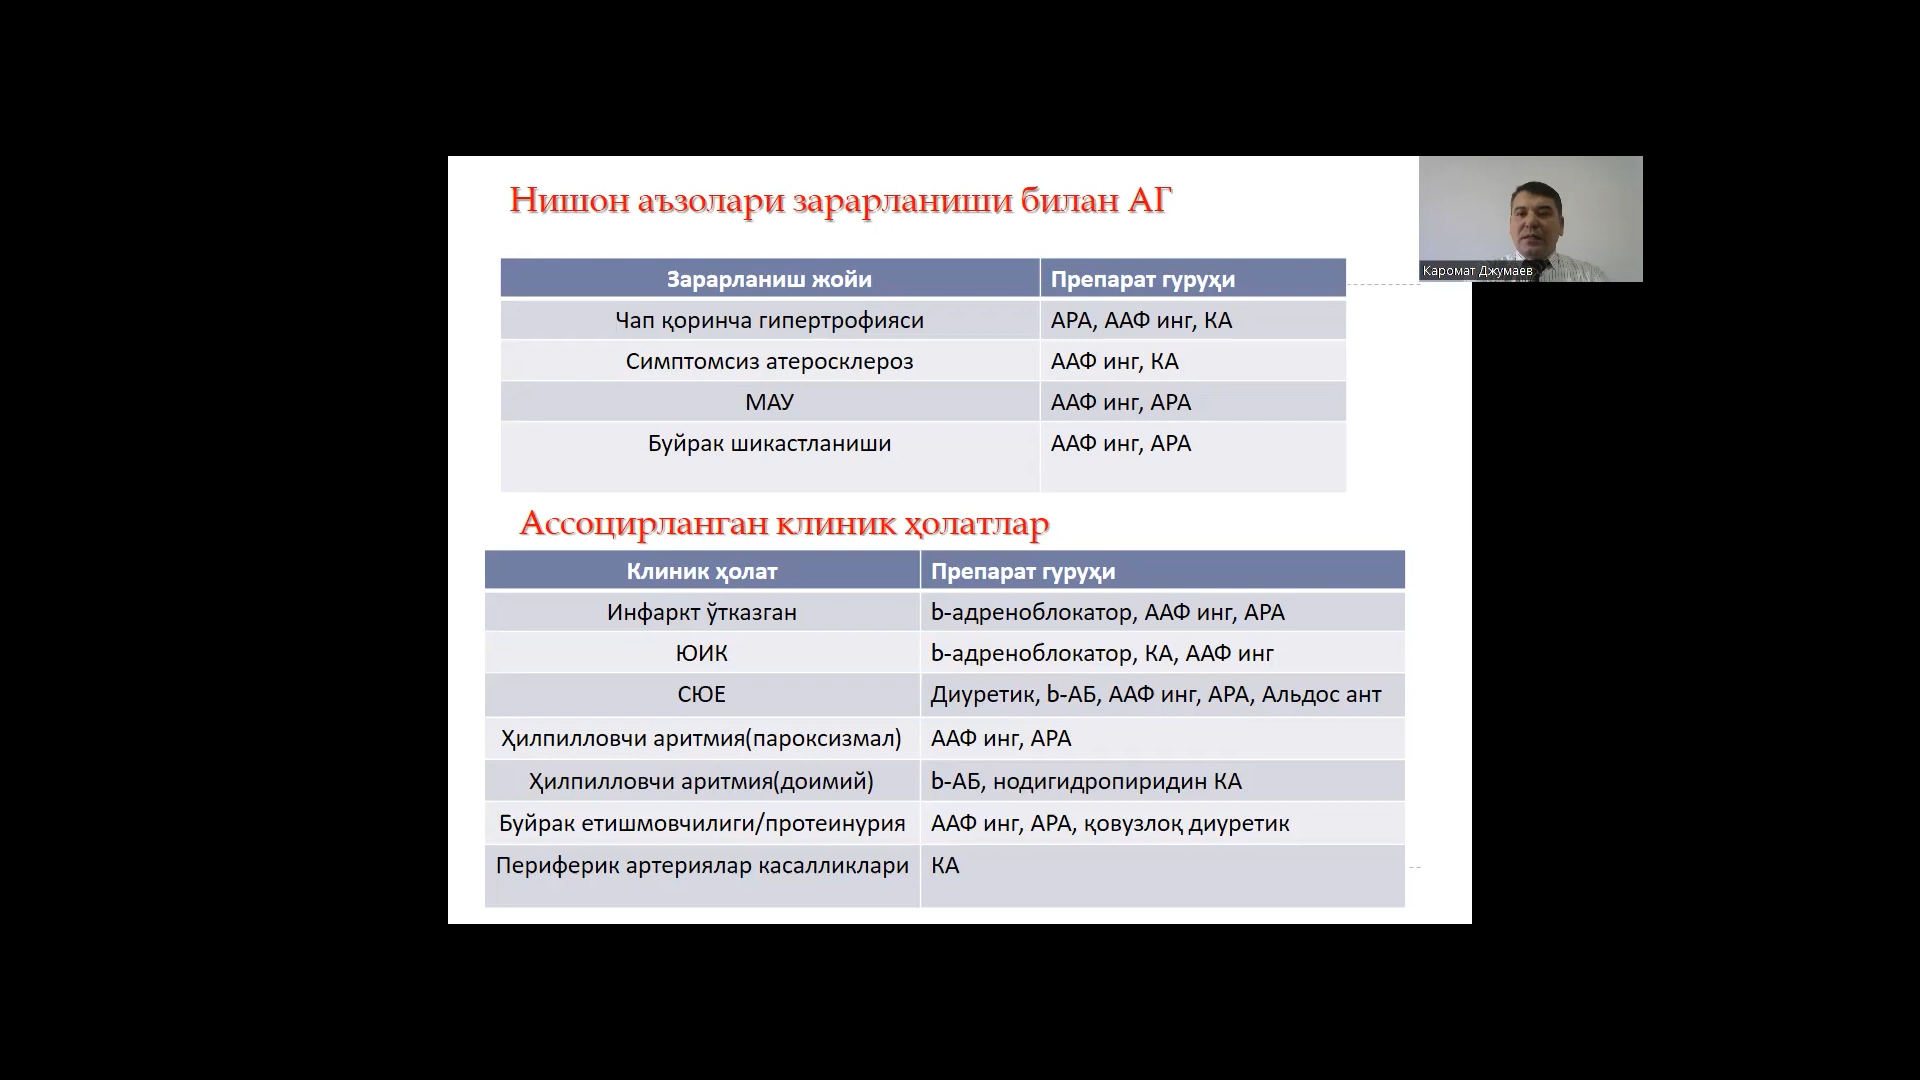 Нишон аъзолари зарарланиши билан АГ
Каромат Джумаев
Зарарланиш жойи Препарат гуруҳи
Чап қоринча гипертрофияси АРА, ААФ инг, КА
Симптомсиз атеросклероз ААФ инг, КА
МАУ ААФ инг, АРА
Буйрак шикастланиши ААФ инг, АРА
Ассоцирланган клиник ҳолатлар
Клиник ҳолат Препарат гуруҳи
Инфаркт ўтказган b-адреноблокатор, ААФ инг, АРА
ЮИК b-адреноблокатор, КА, ААФ инг
СЮЕ Диуретик, b-АБ, ААФ инг, АРА, Альдос ант
Ҳилпилловчи аритмия(пароксизмал) ААФ инг, АРА
Ҳилпилловчи аритмия(доимий) b-АБ, нодигидропиридин КА
Буйрак етишмовчилиги/протеинурия ААФ инг, АРА, қовузлоқ диуретик
Периферик артериялар касалликлари КА